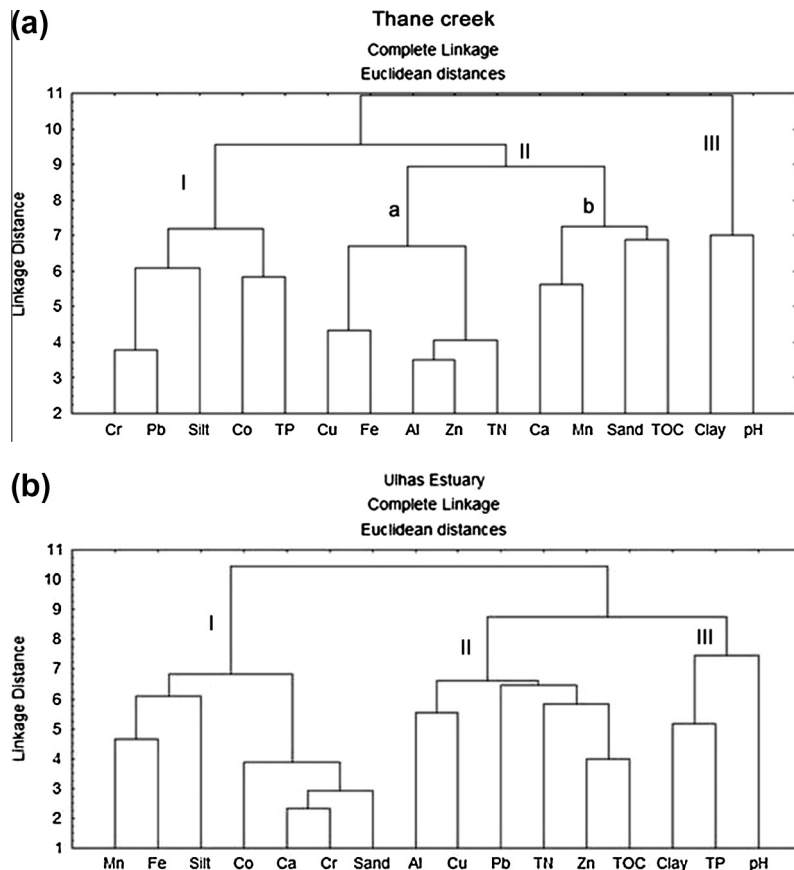 (a)
Thane creek
Complete Linkage
Euclidean distances
Linkage Distance
11
10
9
8
7
6
5
4
3
2
I
II
III
a
b
Cr Pb Silt Co TP Cu Fe Al Zn TN Ca Mn Sand TOC Clay pH
(b)
Ulhas Estuary
Complete Linkage
Euclidean distances
Linkage Distance
11
10
9
8
7
6
5
4
3
2
1
I
II
III
Mn Fe Silt Co Ca Cr Sand Al Cu Pb TN Zn TOC Clay TP pH